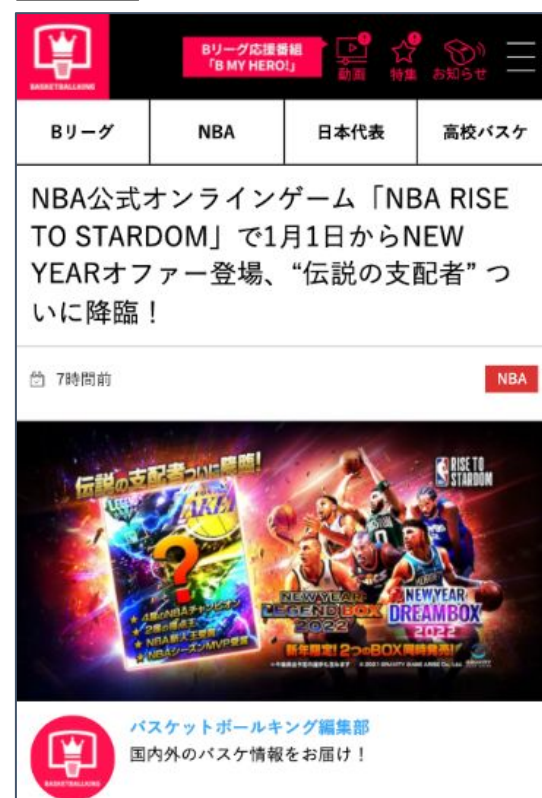 BASKETBALLKING
Bリーグ応援番組
「B MY HERO!」
動画
特集
お知らせ
Bリーグ
NBA
日本代表
高校バスケ
NBA公式オンラインゲーム「NBA RISE
TO STARDOM」で1月1日からNEW
YEARオファー登場、“伝説の支配者” つ
いに降臨！
7時間前
NBA
伝説の支配者ついに降臨!
RISE TO
STARDOM
?
★ 4度のNBAチャンピオン
★ 2度の得点王
★ NBA新人王受賞
★ NBAシーズンMVP受賞
NEW YEAR
LEGEND BOX
2022
NEW YEAR
DREAM BOX
2022
新年限定! 2つのBOX同時発売!
バスケットボールキング編集部
国内外のバスケ情報をお届け！
BASKETBALLKING